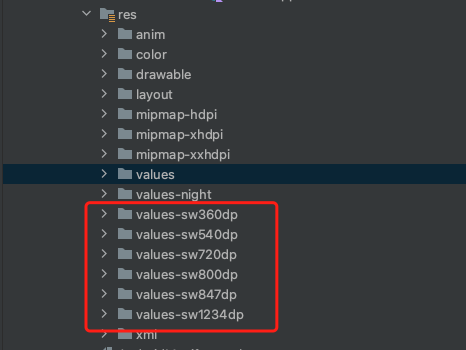 res
anim
color
drawable
layout
mipmap-hdpi
mipmap-xhdpi
mipmap-xxhdpi
values
values-night
values-sw360dp
values-sw540dp
values-sw720dp
values-sw800dp
values-sw847dp
values-sw1234dp
xml